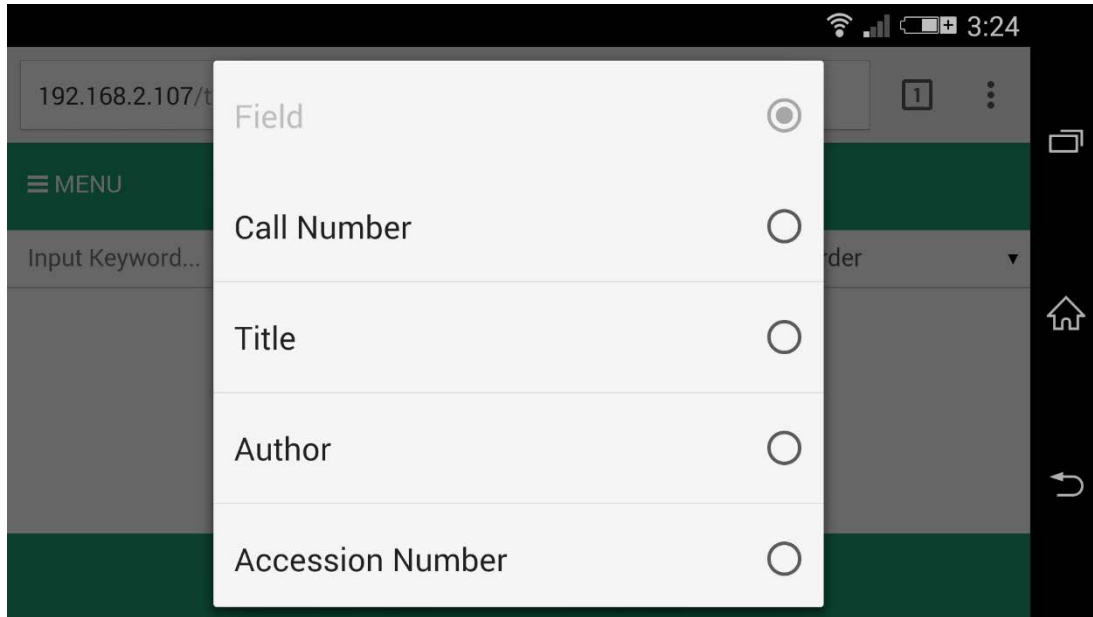 3:24
192.168.2.107/t
1
MENU
Input Keyword...
rder
Field
Call Number
Title
Author
Accession Number